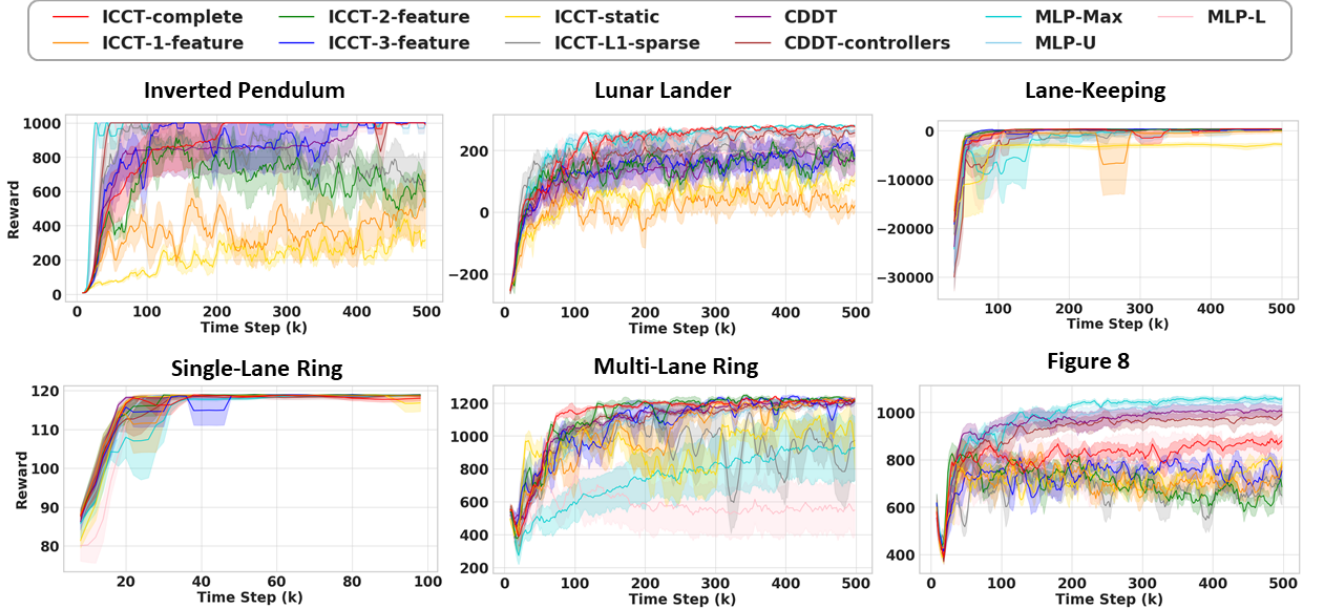 ICCT-complete ICCT-2-feature ICCT-static CDDT MLP-Max MLP-L
ICCT-1-feature ICCT-3-feature ICCT-L1-sparse CDDT-controllers MLP-U
Inverted Pendulum
Reward
1000
800
600
400
200
0
0 100 200 300 400 500
Time Step (k)
Lunar Lander
200
0
−200
0 100 200 300 400 500
Time Step (k)
Lane-Keeping
0
−10000
−20000
−30000
100 200 300 400 500
Time Step (k)
Single-Lane Ring
Reward
120
110
100
90
80
20 40 60 80 100
Time Step (k)
Multi-Lane Ring
1200
1000
800
600
400
200
0 100 200 300 400 500
Time Step (k)
Figure 8
1000
800
600
400
0 100 200 300 400 500
Time Step (k)